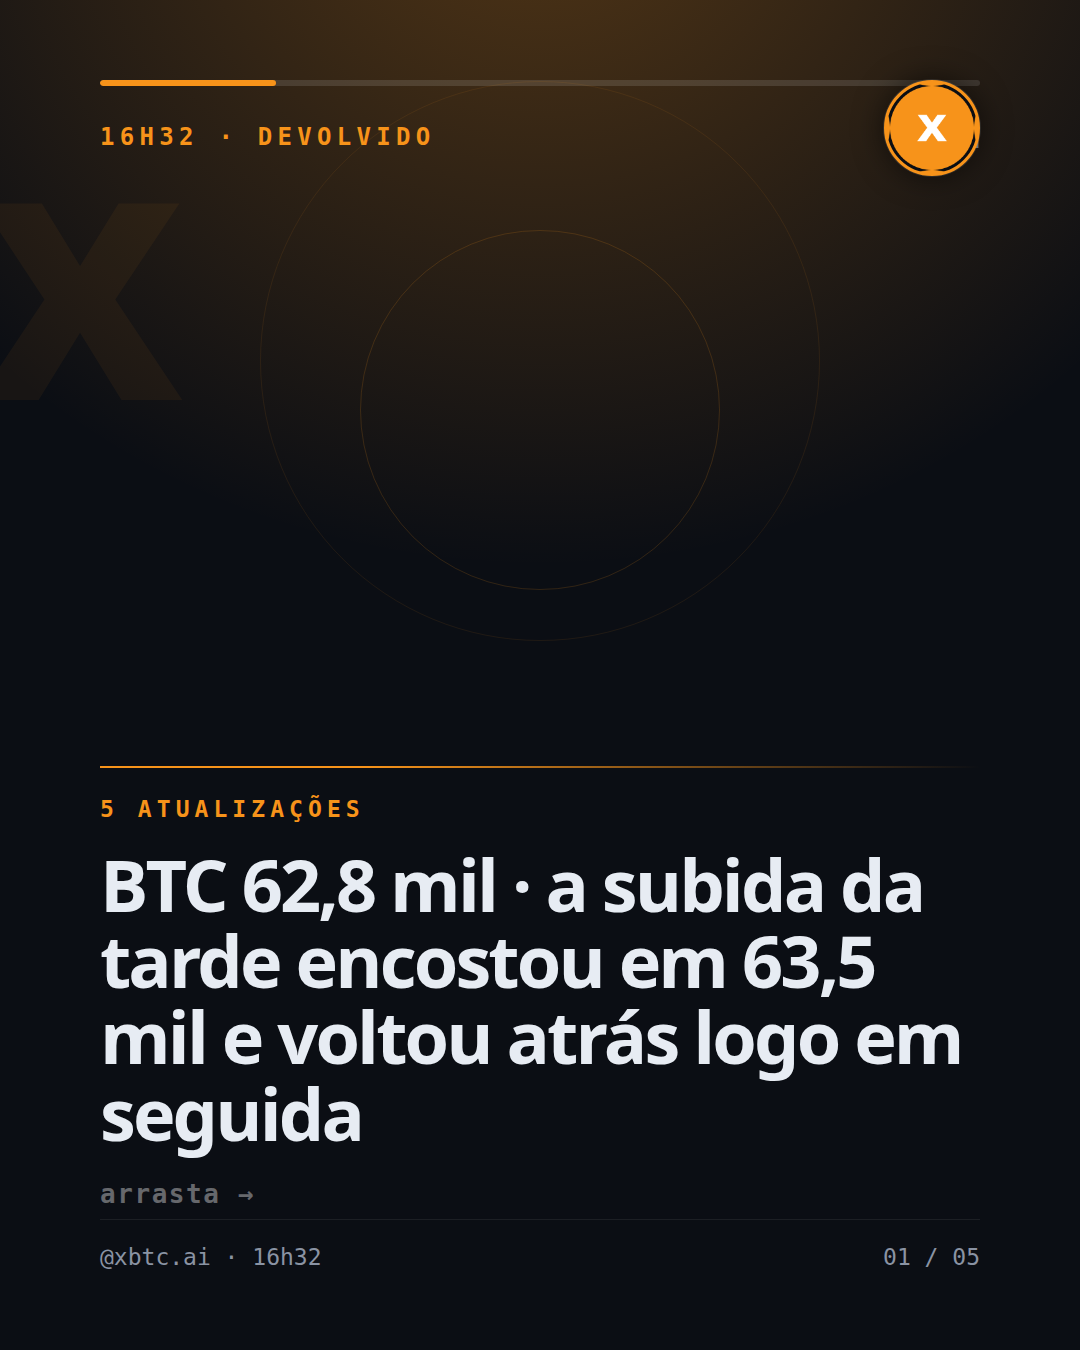 16H32 · DEVOLVIDO
x
x
5 ATUALIZAÇÕES
BTC 62,8 mil · a subida da
tarde encostou em 63,5
mil e voltou atrás logo em
seguida
arrasta →
@xbtc.ai · 16h32
01 / 05